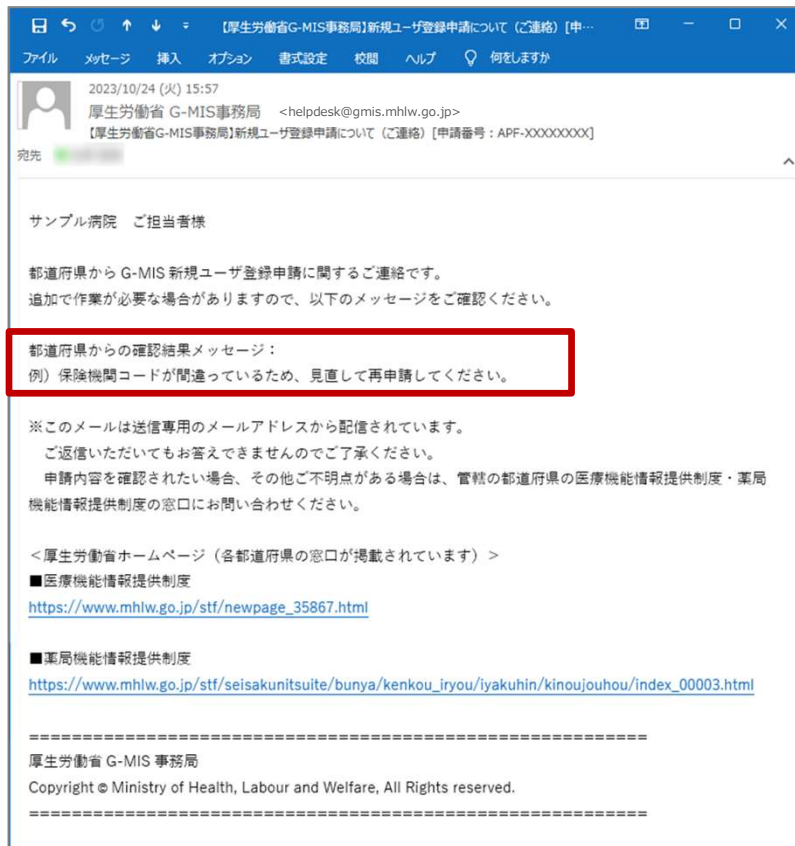 【厚生労働省G-MIS事務局】新規ユーザ登録申請について（ご連絡）[申…
ファイル メッセージ 挿入 オプション 書式設定 校閲 ヘルプ 何をしますか
2023/10/24 (火) 15:57
厚生労働省 G-MIS事務局 <helpdesk@gmis.mhlw.go.jp>
【厚生労働省G-MIS事務局】新規ユーザ登録申請について（ご連絡）[申請番号：APF-XXXXXXXX]
宛先
サンプル病院　ご担当者様
都道府県から G-MIS 新規ユーザ登録申請に関するご連絡です。
追加で作業が必要な場合がありますので、以下のメッセージをご確認ください。
都道府県からの確認結果メッセージ：
例）保険機関コードが間違っているため、見直して再申請してください。
※このメールは送信専用のメールアドレスから配信されています。
ご返信いただいてもお答えできませんのでご了承ください。
申請内容を確認されたい場合、その他ご不明点がある場合は、管轄の都道府県の医療機能情報提供制度・薬局
機能情報提供制度の窓口にお問い合わせください。
＜厚生労働省ホームページ（各都道府県の窓口が掲載されています）＞
■医療機能情報提供制度
https://www.mhlw.go.jp/stf/newpage_35867.html
■薬局機能情報提供制度
https://www.mhlw.go.jp/stf/seisakunitsuite/bunya/kenkou_iryou/iyakuhin/kinoujouhou/index_00003.html
==========================================================
厚生労働省 G-MIS 事務局
Copyright © Ministry of Health, Labour and Welfare, All Rights reserved.
==========================================================